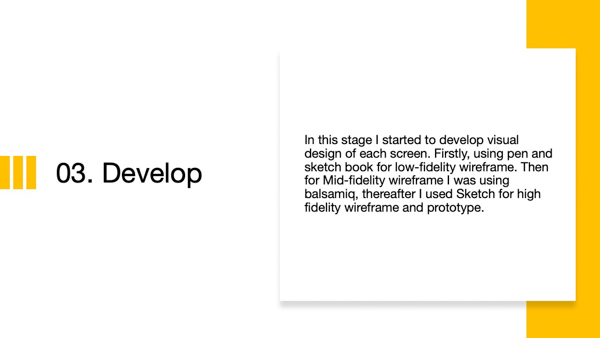 03. Develop
In this stage I started to develop visual
design of each screen. Firstly, using pen and
sketch book for low-fidelity wireframe. Then
for Mid-fidelity wireframe I was using
balsamiq, thereafter I used Sketch for high
fidelity wireframe and prototype.